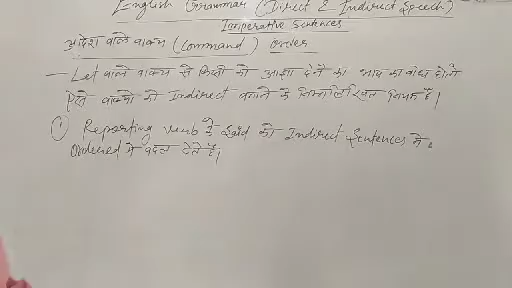 English Grammar (Direct & Indirect Speech)
Imperative Sentences
आदेश वाले वाक्य (Command) Order
— Let वाले वाक्य से किसी को आज्ञा देने का भाव का बोध होता
ऐसे वाक्यो को Indirect बनाने के निम्नलिखित नियम हैं।
① Reporting verb के Said को Indirect Sentences में
Ordered में बदल देते हैं।